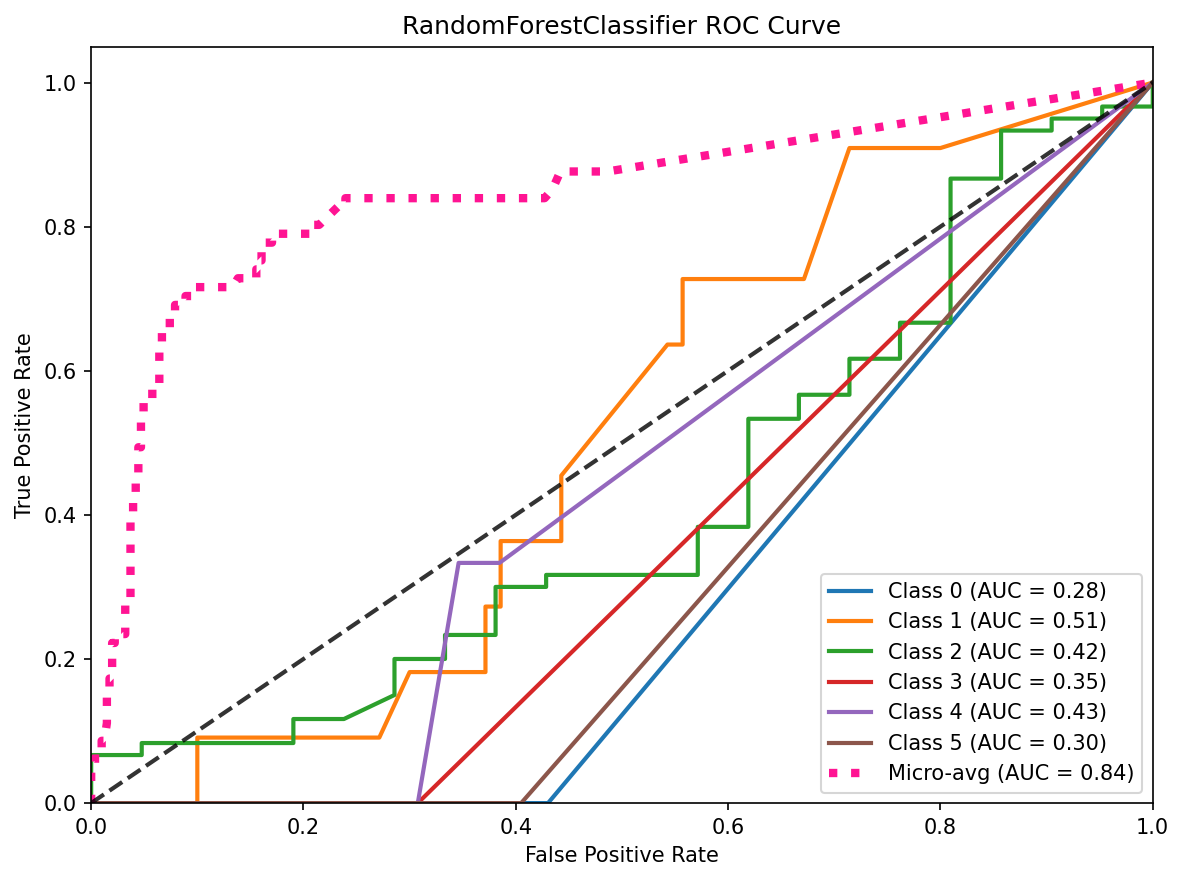 RandomForestClassifier ROC Curve
True Positive Rate
1.0
0.8
0.6
0.4
0.2
0.0
0.0 0.2 0.4 0.6 0.8 1.0
False Positive Rate
Class 0 (AUC = 0.28)
Class 1 (AUC = 0.51)
Class 2 (AUC = 0.42)
Class 3 (AUC = 0.35)
Class 4 (AUC = 0.43)
Class 5 (AUC = 0.30)
Micro-avg (AUC = 0.84)